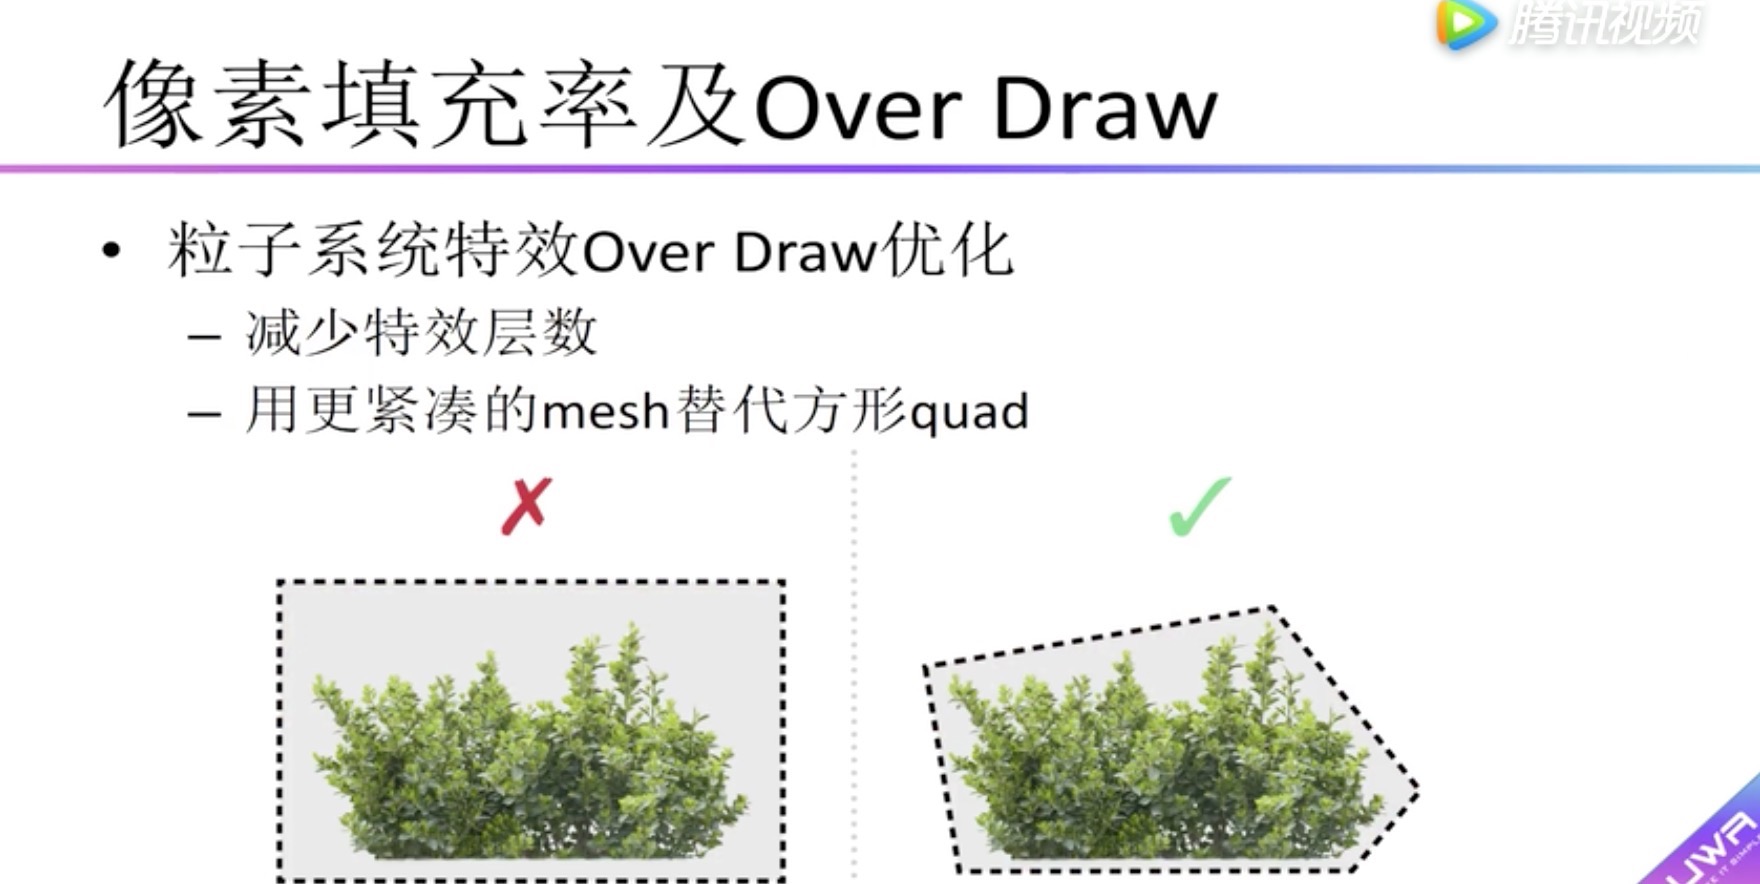 腾讯视频
像素填充率及Over Draw
• 粒子系统特效Over Draw优化
– 减少特效层数
– 用更紧凑的mesh替代方形quad
✗
✓
UWA